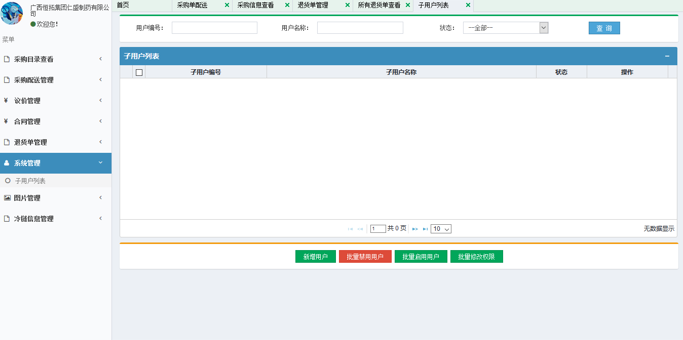 广西恒拓集团仁盛制药有限公
司
欢迎您!
菜单
采购目录查看
采购配送管理
¥ 议价管理
¥ 合同管理
退货单管理
系统管理
子用户列表
图片管理
冷链信息管理
首页 采购单配送 采购信息查看 退货单管理 所有退货单查看 子用户列表
用户编号: 用户名称: 状态: --全部-- 查 询
子用户列表
子用户编号 子用户名称 状态 操作
1 共 0 页 10 无数据显示
新增用户 批量禁用用户 批量启用用户 批量修改权限